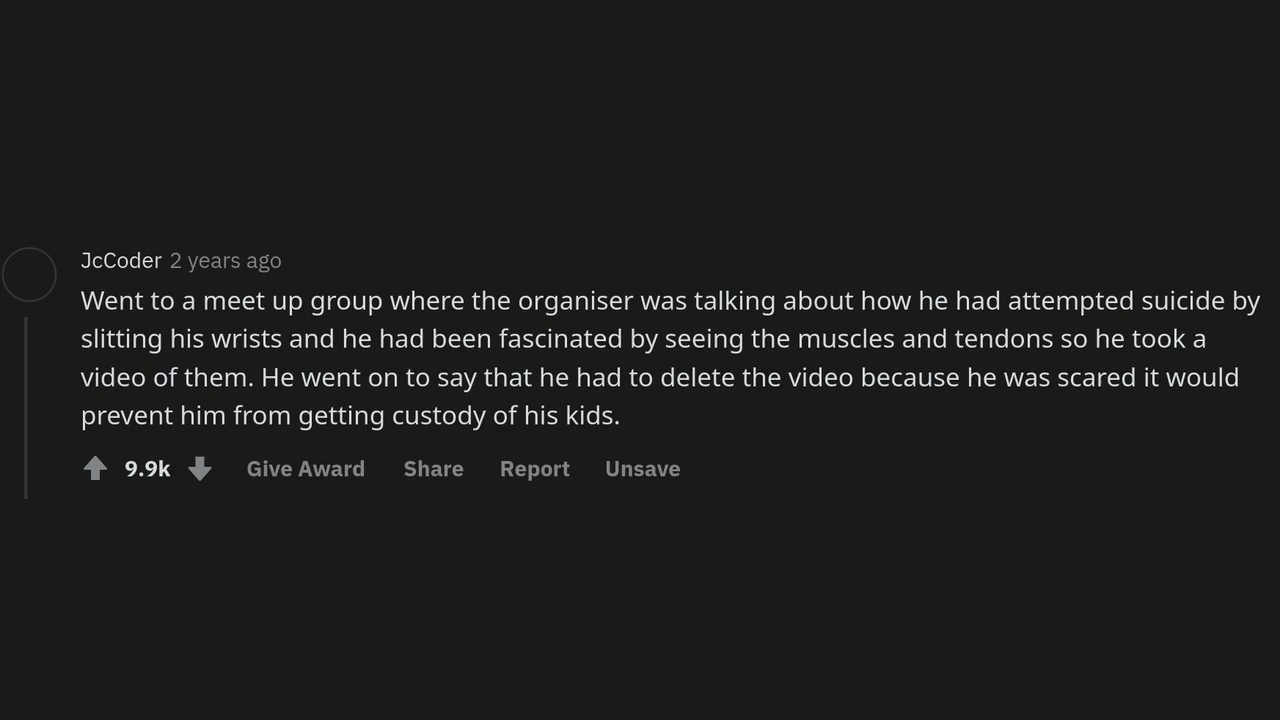 JcCoder 2 years ago
Went to a meet up group where the organiser was talking about how he had attempted suicide by
slitting his wrists and he had been fascinated by seeing the muscles and tendons so he took a
video of them. He went on to say that he had to delete the video because he was scared it would
prevent him from getting custody of his kids.
9.9k Give Award Share Report Unsave